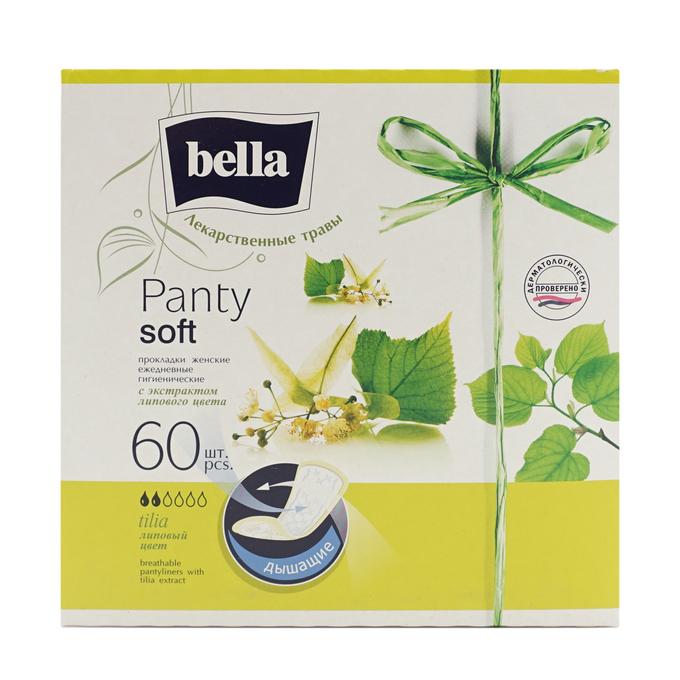 bella
Лекарственные травы
ДЕРМАТОЛОГИЧЕСКИ
ПРОВЕРЕНО
Panty
soft
прокладки женские
ежедневные
гигиенические
с экстрактом
липового цвета
60 шт.
pcs.
tilia
липовый
цвет
дышащие
breathable
pantyliners with
tilia extract